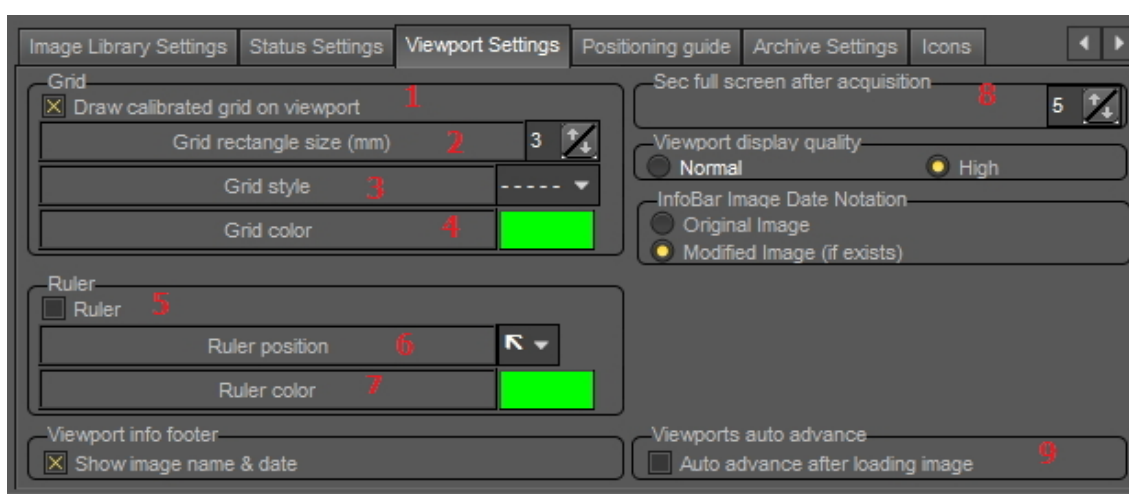 Image Library Settings Status Settings Viewport Settings Positioning guide Archive Settings Icons
Grid
Draw calibrated grid on viewport 1
Grid rectangle size (mm) 2 3
Grid style 3 -----
Grid color 4
Ruler
Ruler 5
Ruler position 6
Ruler color 7
Viewport info footer
Show image name & date
Sec full screen after acquisition 8
5
Viewport display quality
Normal High
InfoBar Image Date Notation
Original Image
Modified Image (if exists)
Viewports auto advance
Auto advance after loading image 9